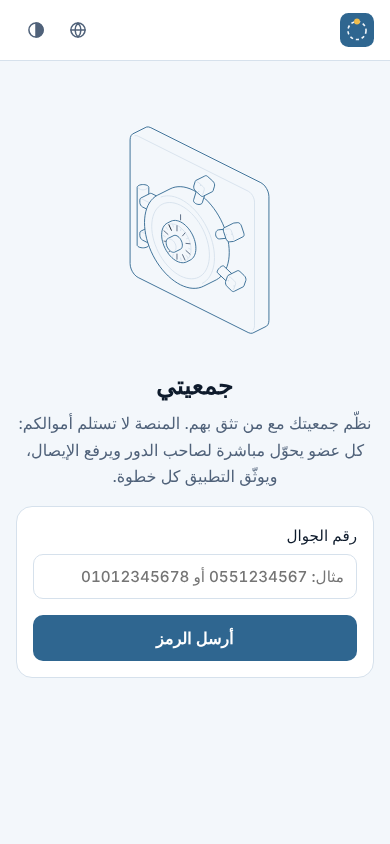 جمعيتي
نظّم جمعيتك مع من تثق بهم. المنصة لا تستلم أموالكم:
كل عضو يحوّل مباشرة لصاحب الدور ويرفع الإيصال،
ويوثّق التطبيق كل خطوة.
رقم الجوال
مثال: 0551234567 أو 01012345678
أرسل الرمز